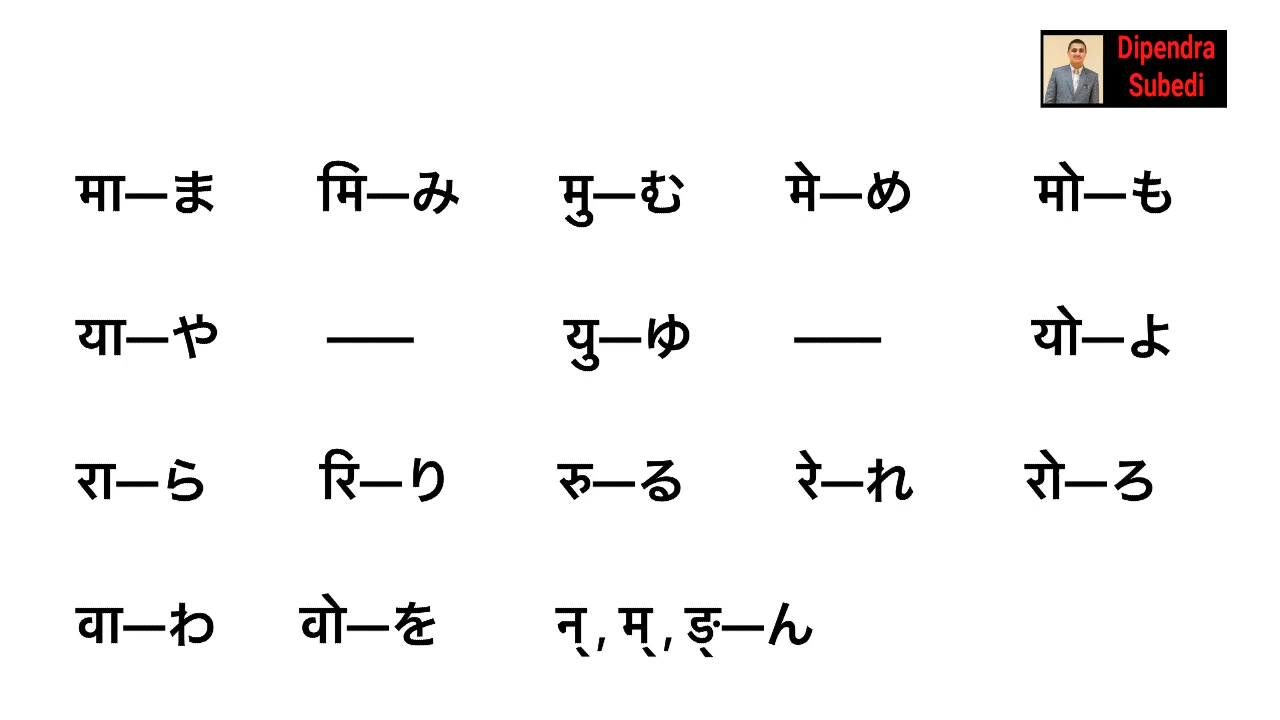 Dipendra
Subedi
मा—ま मि—み मु—む मे—め मो—も
या—や —— यु—ゆ —— यो—よ
रा—ら रि—り रु—る रे—れ रो—ろ
वा—わ वो—を न्, म्, ङ्—ん